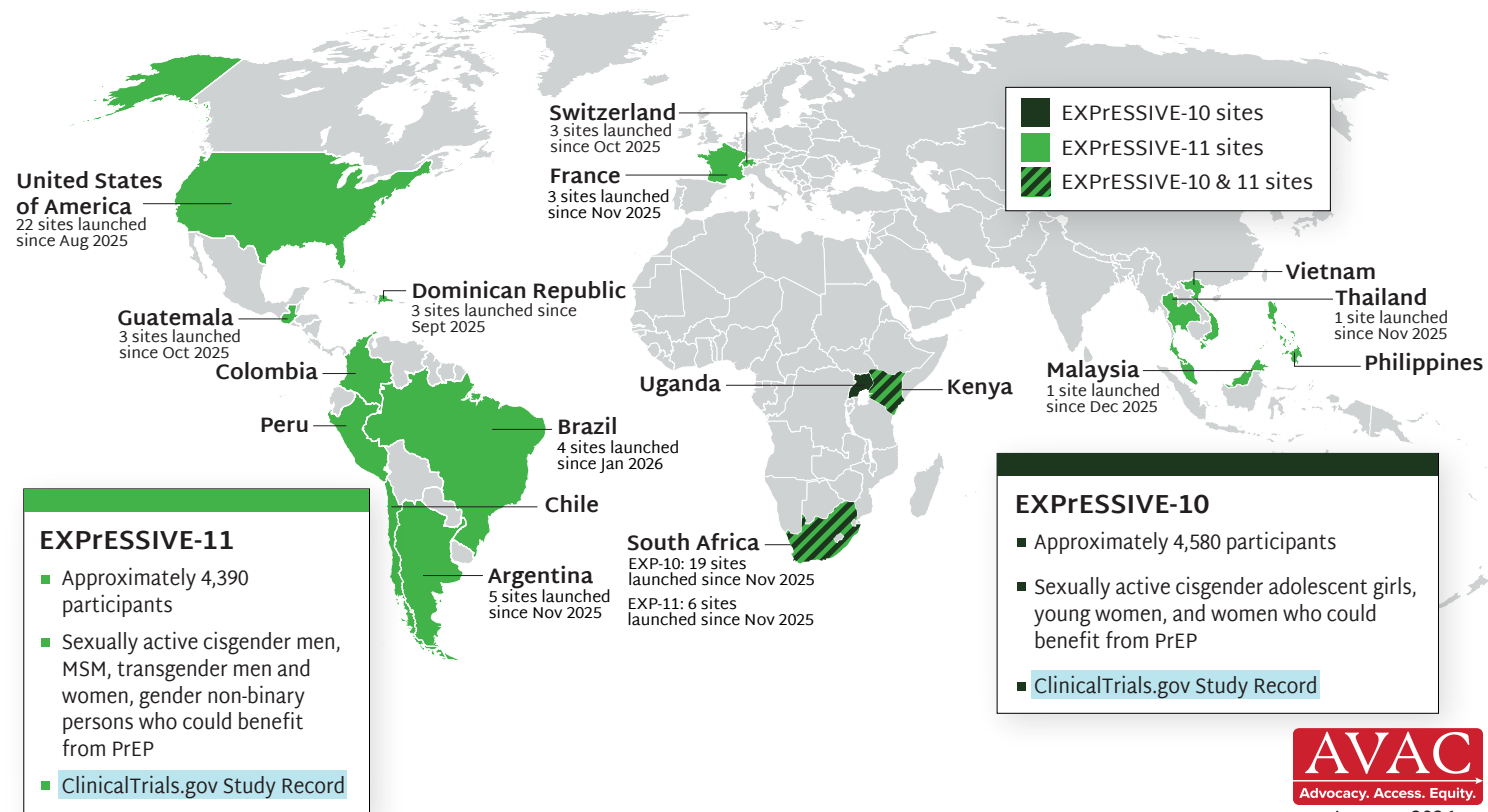 Switzerland
3 sites launched
since Oct 2025
France
3 sites launched
since Nov 2025
EXPrESSIVE-10 sites
EXPrESSIVE-11 sites
EXPrESSIVE-10 & 11 sites
United States
of America
22 sites launched
since Aug 2025
Dominican Republic
3 sites launched since
Sept 2025
Guatemala
3 sites launched
since Oct 2025
Colombia
Peru
Brazil
4 sites launched
since Jan 2026
Chile
Argentina
5 sites launched
since Nov 2025
Uganda
Kenya
South Africa
EXP-10: 19 sites
launched since Nov 2025
EXP-11: 6 sites
launched since Nov 2025
Vietnam
Thailand
1 site launched
since Nov 2025
Philippines
Malaysia
1 site launched
since Dec 2025
EXPrESSIVE-11
Approximately 4,390
participants
Sexually active cisgender men,
MSM, transgender men and
women, gender non-binary
persons who could benefit
from PrEP
ClinicalTrials.gov Study Record
EXPrESSIVE-10
Approximately 4,580 participants
Sexually active cisgender adolescent girls,
young women, and women who could
benefit from PrEP
ClinicalTrials.gov Study Record
AVAC
Advocacy. Access. Equity.